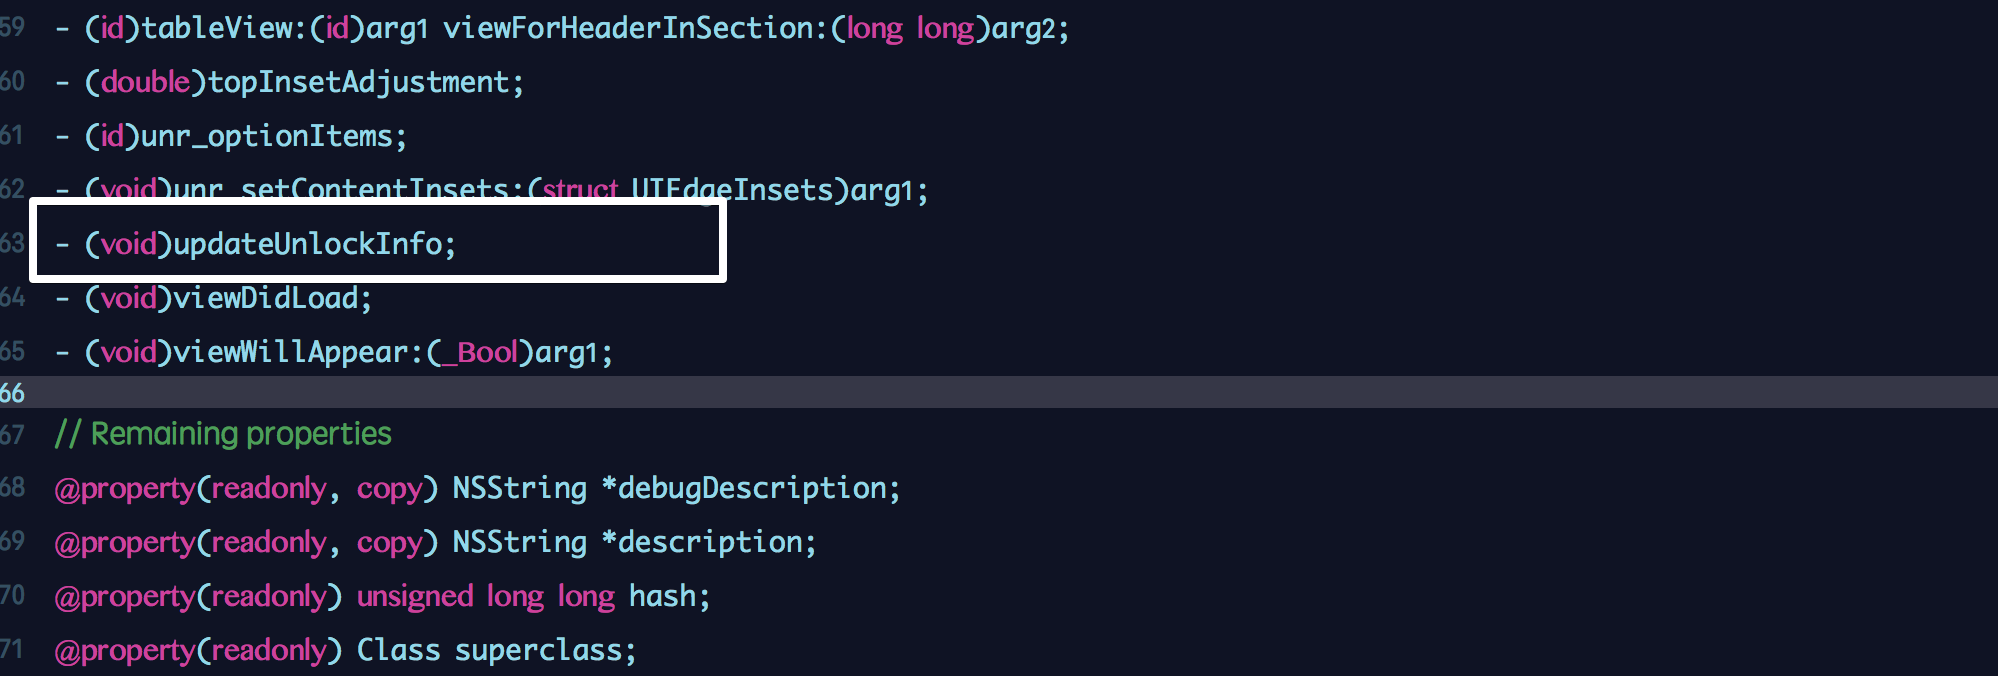 59 - (id)tableView:(id)arg1 viewForHeaderInSection:(long long)arg2;
60 - (double)topInsetAdjustment;
61 - (id)unr_optionItems;
62 - (void)unr_setContentInsets:(struct UIEdgeInsets)arg1;
63 - (void)updateUnlockInfo;
64 - (void)viewDidLoad;
65 - (void)viewWillAppear:(_Bool)arg1;
66
67 // Remaining properties
68 @property(readonly, copy) NSString *debugDescription;
69 @property(readonly, copy) NSString *description;
70 @property(readonly) unsigned long long hash;
71 @property(readonly) Class superclass;